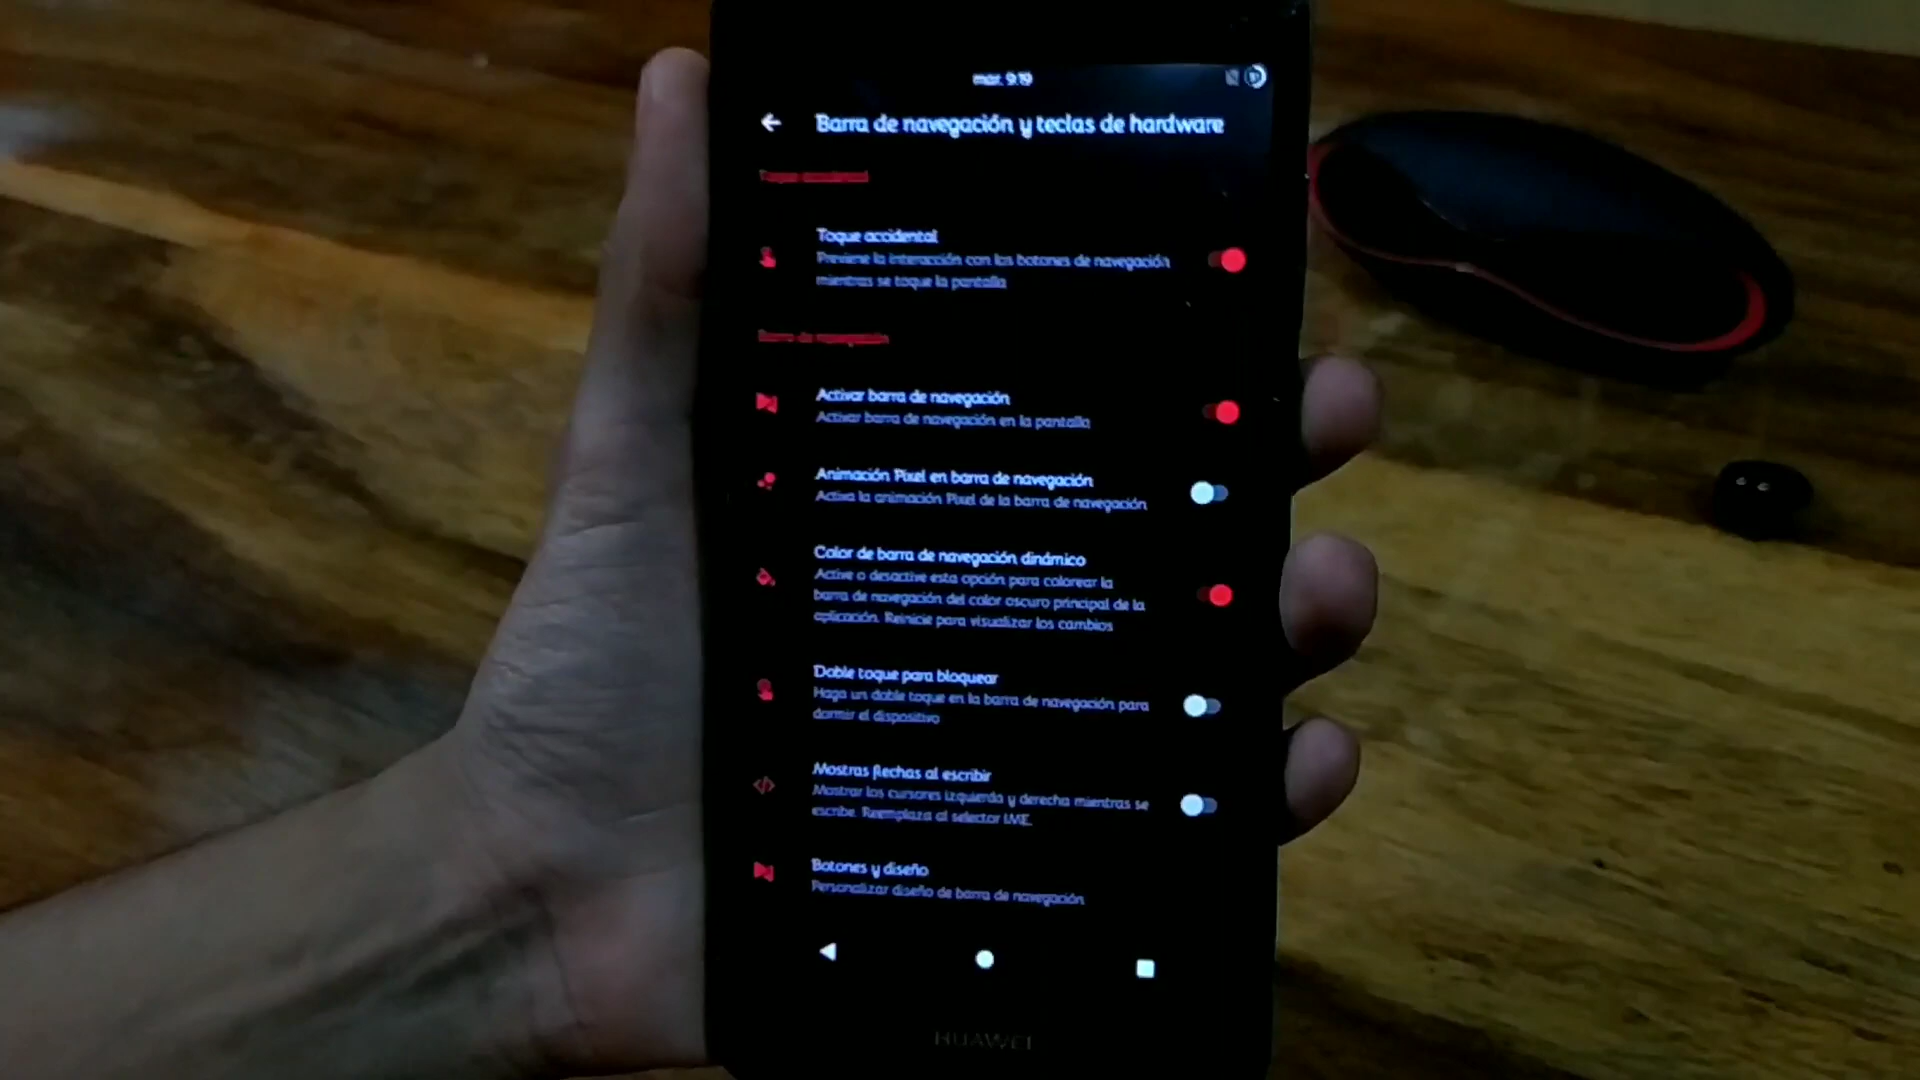 mar. 9:19
Barra de navegación y teclas de hardware
Toque accidental
Toque accidental
Previene la interacción con los botones de navegación
mientras se toque la pantalla
Barra de navegación
Activar barra de navegación
Activar barra de navegación en la pantalla
Animación Pixel en barra de navegación
Activa la animación Pixel de la barra de navegación
Color de barra de navegación dinámico
Active o desactive esta opción para colorear la
barra de navegación del color oscuro principal de la
aplicación. Reinicie para visualizar los cambios
Doble toque para bloquear
Haga un doble toque en la barra de navegación para
dormir el dispositivo
Mostras flechas al escribir
Mostrar los cursores izquierda y derecha mientras se
escribe. Reemplaza al selector IME.
Botones y diseño
Personalizar diseño de barra de navegación
HUAWEI